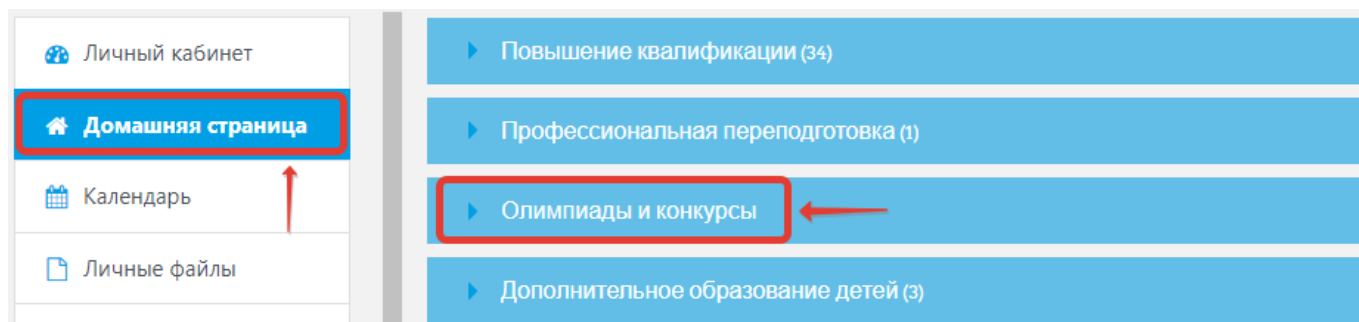 Личный кабинет
Домашняя страница
Календарь
Личные файлы
Повышение квалификации (34)
Профессиональная переподготовка (1)
Олимпиады и конкурсы
Дополнительное образование детей (3)